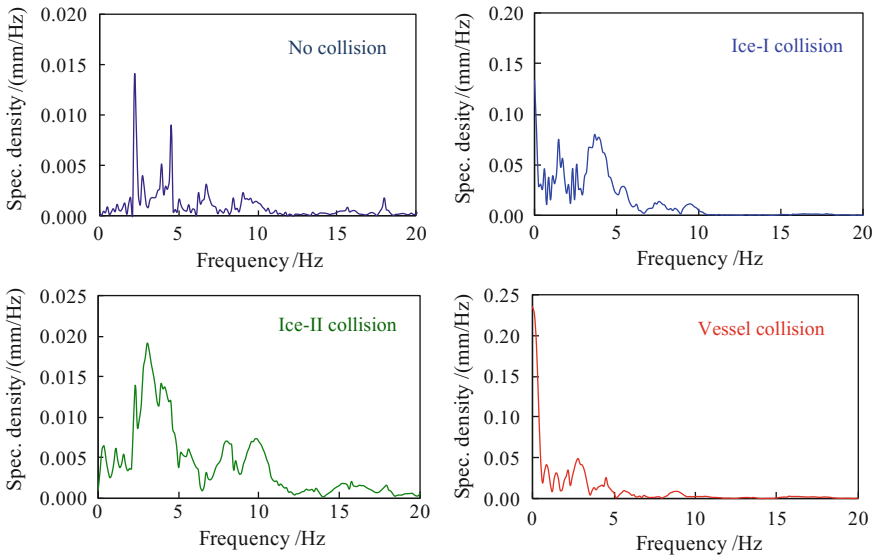 0.020
0.015
0.010
0.005
0.000
Spec. density /(mm/Hz)
No collision
0 5 10 15 20
Frequency /Hz
0.20
0.15
0.10
0.05
0.00
Spec. desity /(mm/Hz)
Ice-I collision
0 5 10 15 20
Frequency /Hz
0.025
0.020
0.015
0.010
0.005
0.000
Spec. density /(mm/Hz)
Ice-II collision
0 5 10 15 20
Frequency /Hz
0.25
0.20
0.15
0.10
0.05
0.00
Spec. density /(mm/Hz)
Vessel collision
0 5 10 15 20
Frequency /Hz